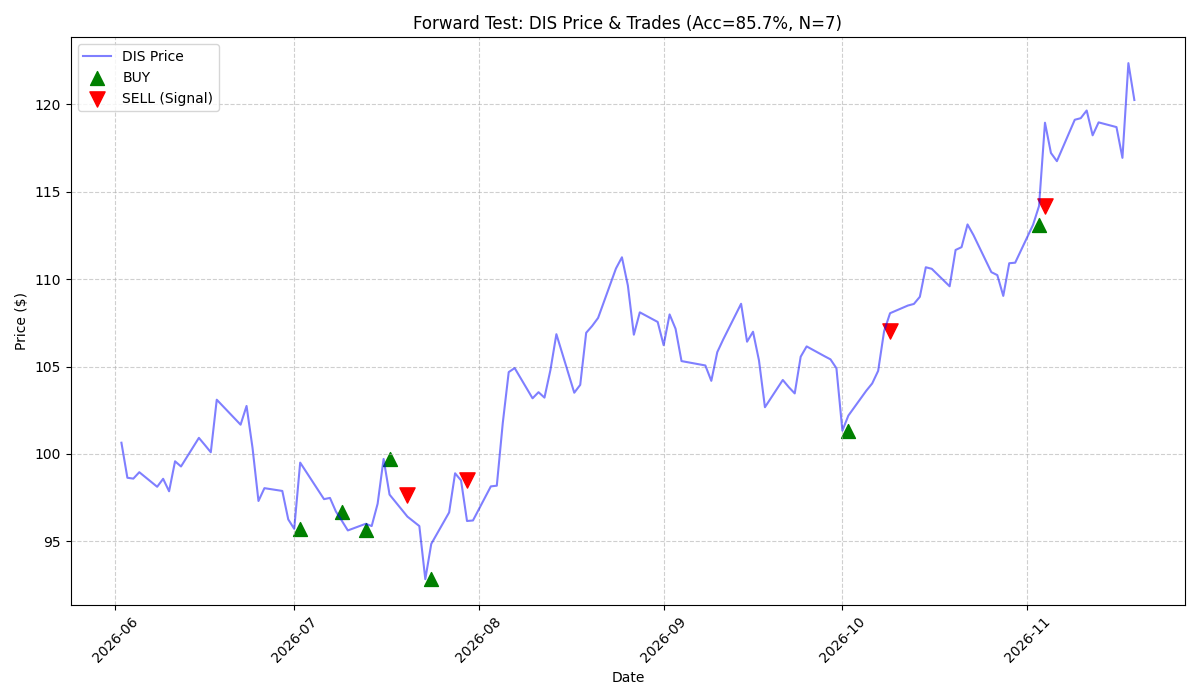 Forward Test: DIS Price & Trades (Acc=85.7%, N=7)
DIS Price
BUY
SELL (Signal)
Price ($)
120
115
110
105
100
95
2026-06
2026-07
2026-08
2026-09
2026-10
2026-11
Date